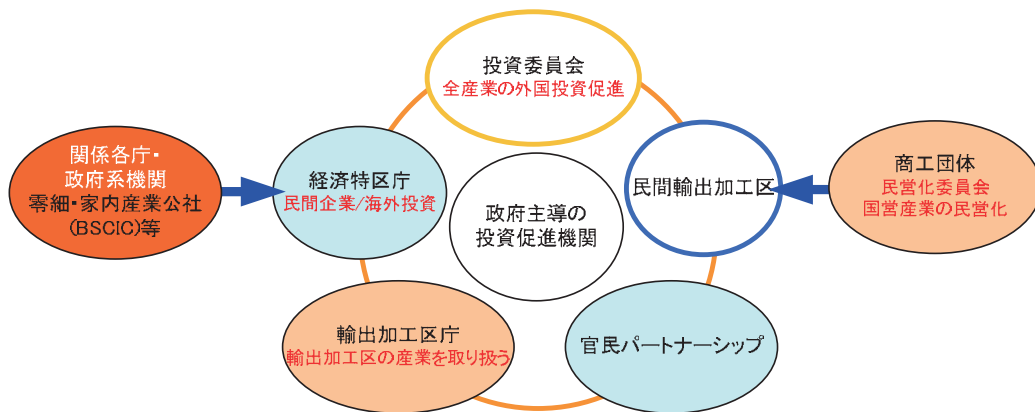 投資委員会
全産業の外国投資促進
関係各庁・
政府系機関
零細・家内産業公社
(BSCIC)等
経済特区庁
民間企業/海外投資
政府主導の
投資促進機関
民間輸出加工区
商工団体
民営化委員会
国営産業の民営化
輸出加工区庁
輸出加工区の産業を取り扱う
官民パートナーシップ